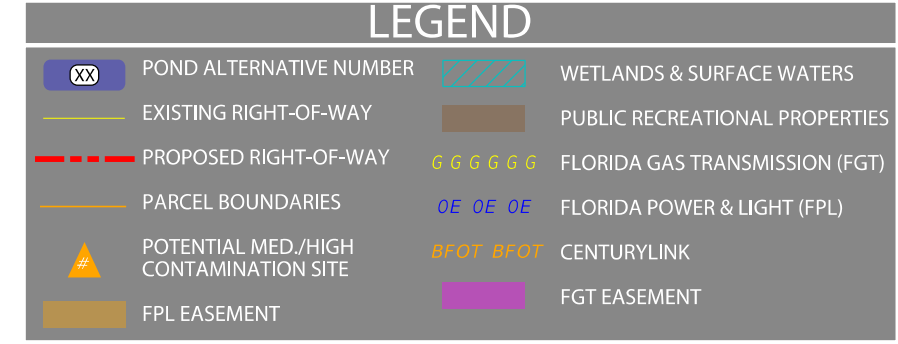 LEGEND
XX POND ALTERNATIVE NUMBER
EXISTING RIGHT-OF-WAY
PROPOSED RIGHT-OF-WAY
PARCEL BOUNDARIES
# POTENTIAL MED./HIGH
CONTAMINATION SITE
FPL EASEMENT
WETLANDS & SURFACE WATERS
PUBLIC RECREATIONAL PROPERTIES
G G G G G G FLORIDA GAS TRANSMISSION (FGT)
OE OE OE FLORIDA POWER & LIGHT (FPL)
BFOT BFOT CENTURYLINK
FGT EASEMENT